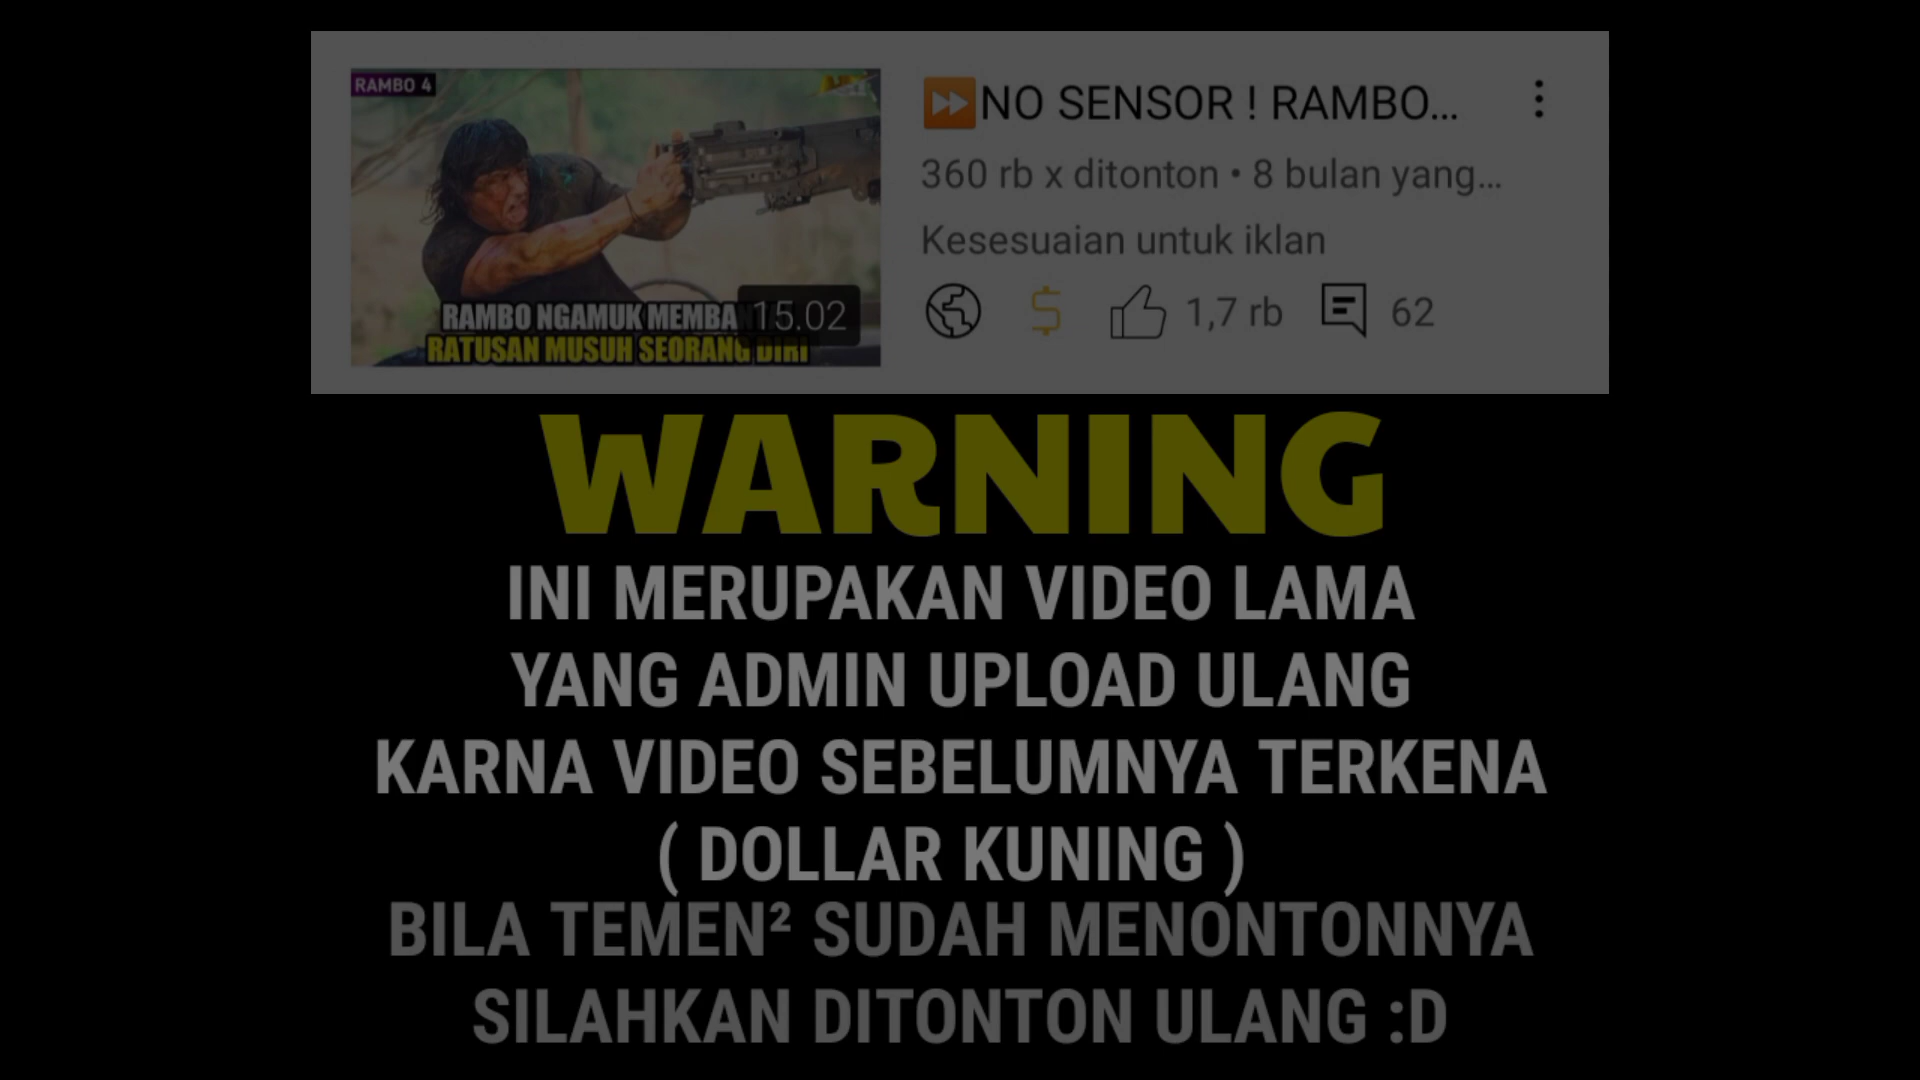 RAMBO 4
RAMBO NGAMUK MEMBA
RATUSAN MUSUH SEORANG DIRI
15.02
NO SENSOR ! RAMBO...
360 rb x ditonton • 8 bulan yang...
Kesesuaian untuk iklan
$ 1,7 rb 62
WARNING
INI MERUPAKAN VIDEO LAMA
YANG ADMIN UPLOAD ULANG
KARNA VIDEO SEBELUMNYA TERKENA
( DOLLAR KUNING )
BILA TEMEN² SUDAH MENONTONNYA
SILAHKAN DITONTON ULANG :D